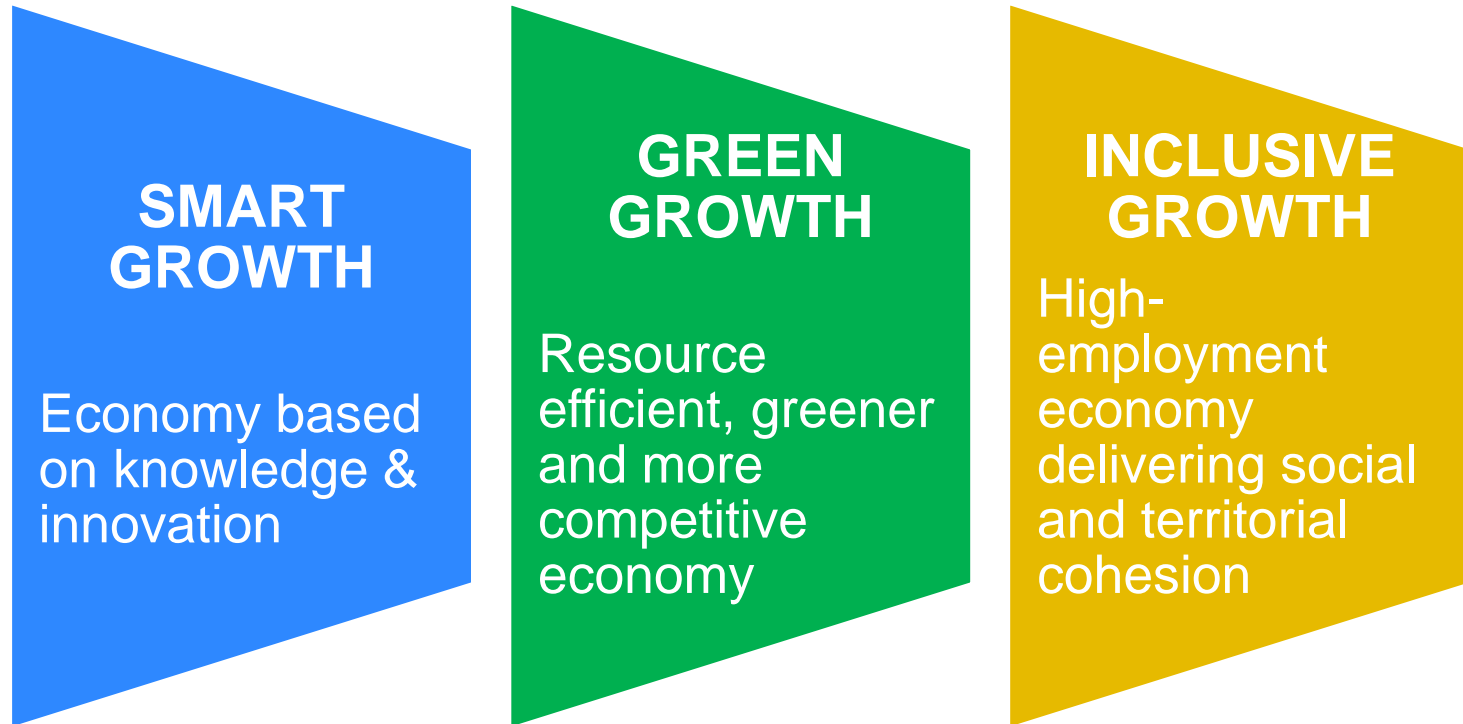 SMART
GROWTH
Economy based
on knowledge &
innovation
GREEN
GROWTH
Resource
efficient, greener
and more
competitive
economy
INCLUSIVE
GROWTH
High-
employment
economy
delivering social
and territorial
cohesion